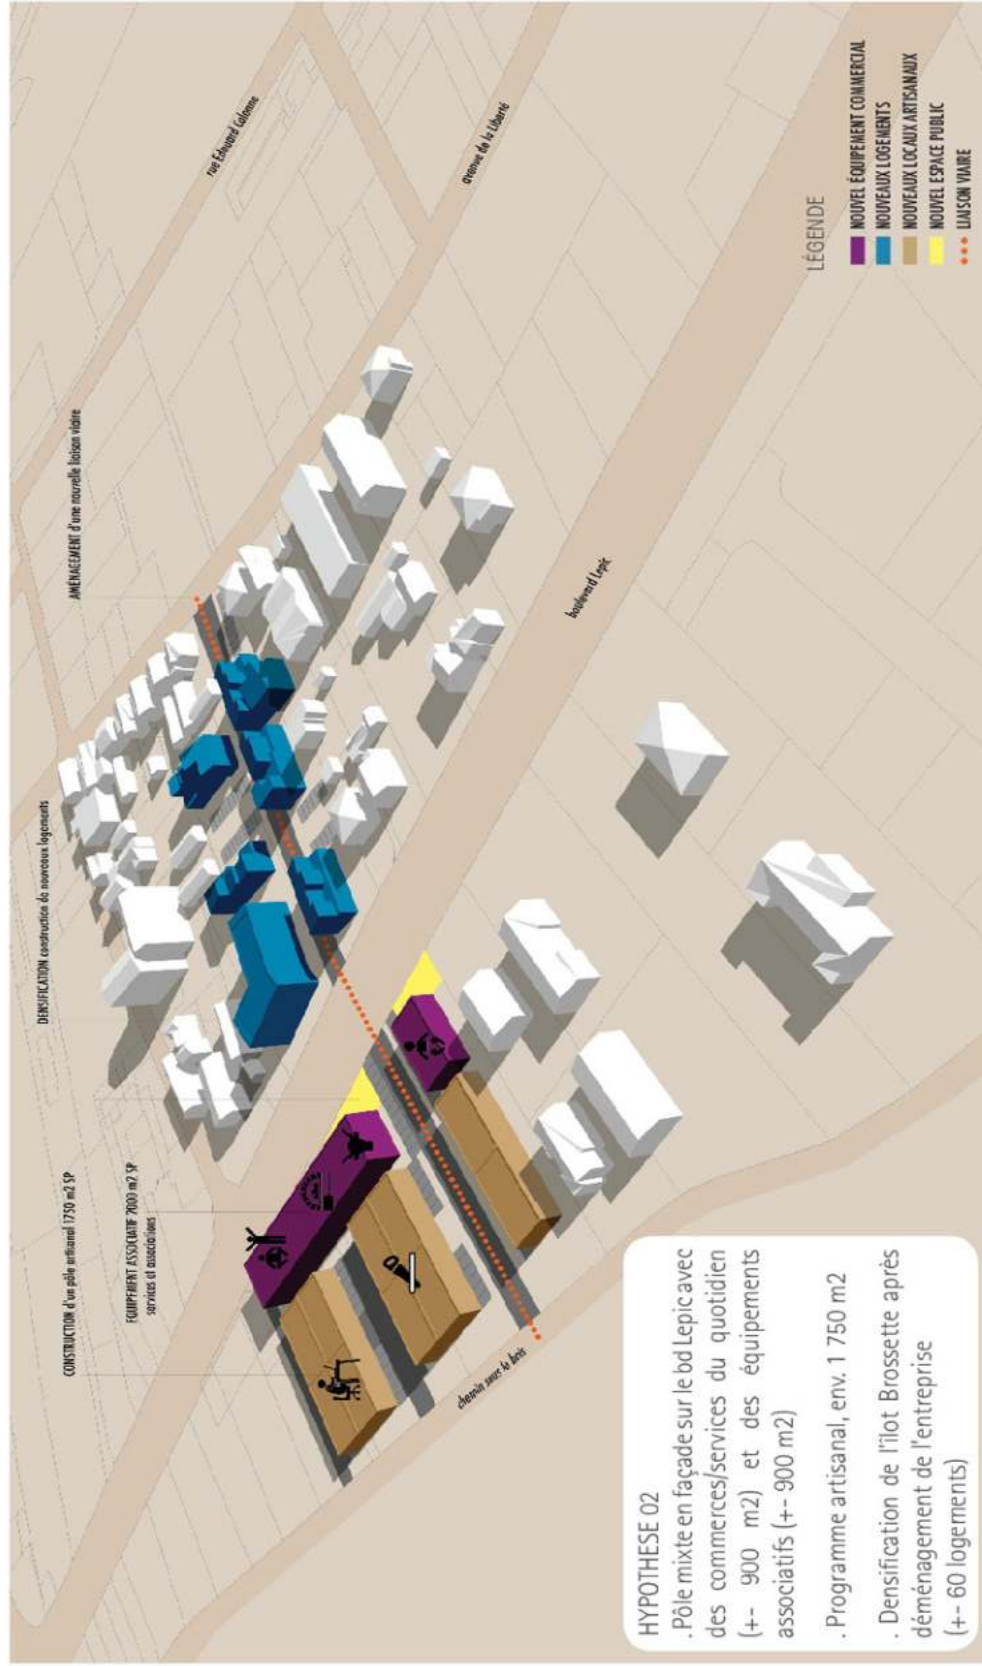 CONSTRUCTION d'un pôle artisanal 1750 m2 SP
EQUIPEMENT ASSOCIATIF 2000 m2 SP
services et associations
DENSIFICATION construction de nouveaux logements
AMÉNAGEMENT d'une nouvelle liaison viaire
rue Edouard Colonne
avenue de la Liberté
boulevard Lepic
chemin sous le bois
HYPOTHESE 02
. Pôle mixte en façade sur le bd Lepic avec
des commerces/services du quotidien
(+- 900 m2) et des équipements
associatifs (+- 900 m2)
. Programme artisanal, env. 1 750 m2
. Densification de l'ilot Brossette après
déménagement de l'entreprise
(+- 60 logements)
LÉGENDE
NOUVEL ÉQUIPEMENT COMMERCIAL
NOUVEAUX LOGEMENTS
NOUVEAUX LOCAUX ARTISANAUX
NOUVEL ESPACE PUBLIC
LIAISON VIAIRE